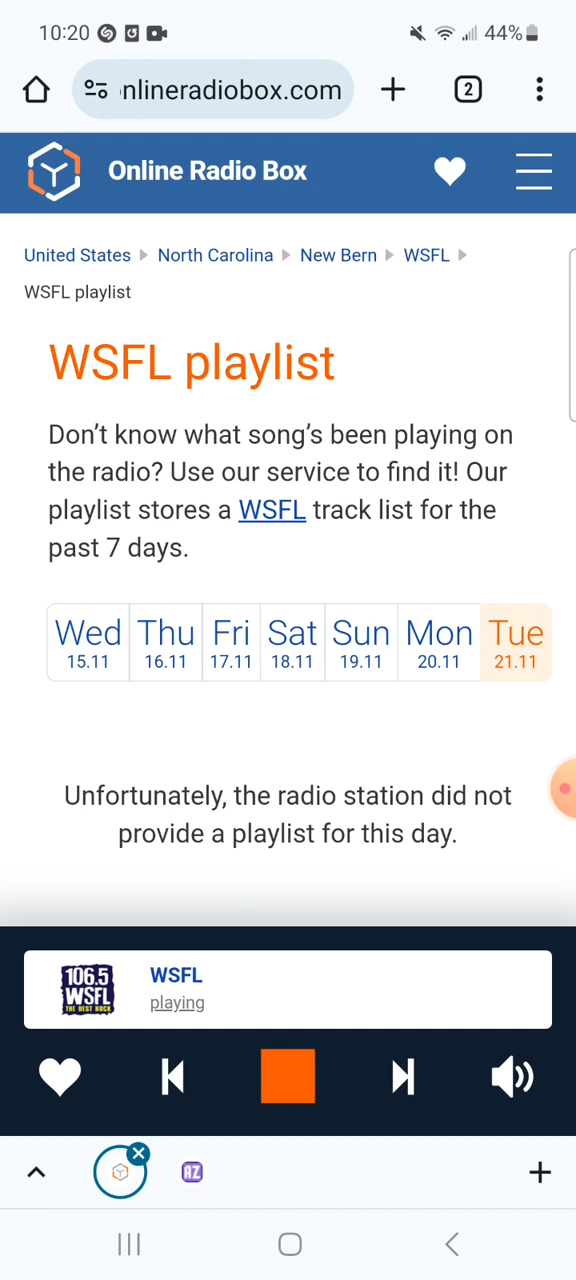 10:20
44%
nlineradiobox.com
2
Online Radio Box
United States North Carolina New Bern WSFL
WSFL playlist
WSFL playlist
Don't know what song's been playing on
the radio? Use our service to find it! Our
playlist stores a WSFL track list for the
past 7 days.
Wed Thu Fri Sat Sun Mon Tue
15.11 16.11 17.11 18.11 19.11 20.11 21.11
Unfortunately, the radio station did not
provide a playlist for this day.
106.5
WSFL
THE BEST ROCK
WSFL
playing
AZ